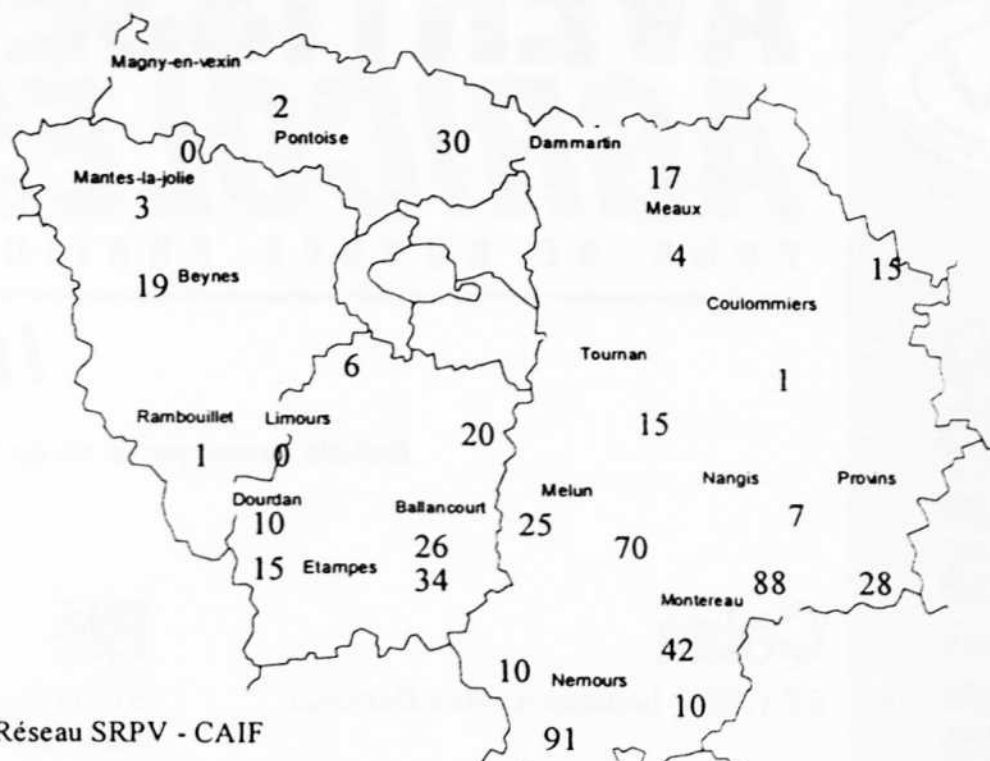 Magny-en-vexin
2
Pontoise
30
Dammartin
0
17
Mantes-la-jolie
3
Meaux
4
15
19 Beynes
Coulommiers
Tournan
6
1
Rambouillet
Limours
15
20
1
0
Nangis
Provins
Melun
Dourdan
Ballancourt
10
7
25
26
70
15 Etampes
34
88
28
Montereau
42
10
Nemours
10
91
Réseau SRPV - CAIF